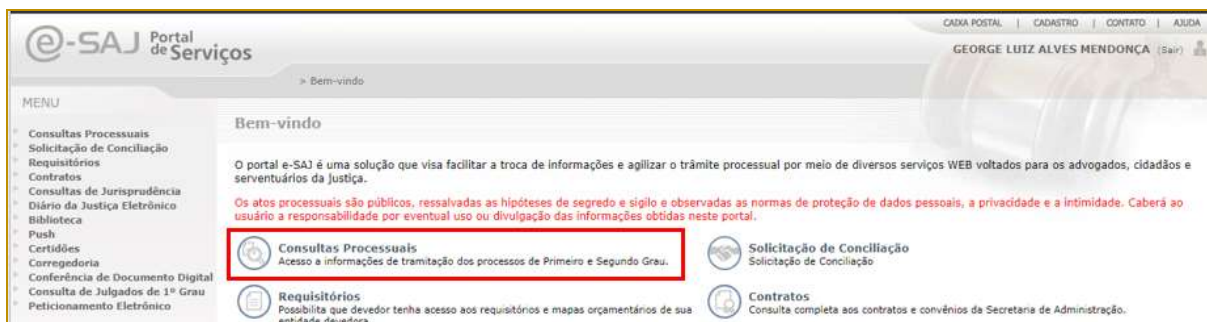 CAIXA POSTAL | CADASTRO | CONTATO | AJUDA
e-SAJ Portal de Serviços
GEORGE LUIZ ALVES MENDONÇA (Sair)
> Bem-vindo
MENU
Consultas Processuais
Solicitação de Conciliação
Requisitórios
Contratos
Consultas de Jurisprudência
Diário da Justiça Eletrônico
Biblioteca
Push
Certidões
Corregedoria
Conferência de Documento Digital
Consulta de Julgados de 1º Grau
Peticionamento Eletrônico
Bem-vindo
O portal e-SAJ é uma solução que visa facilitar a troca de informações e agilizar o trâmite processual por meio de diversos serviços WEB voltados para os advogados, cidadãos e
serventuários da justiça.
Os atos processuais são públicos, ressalvadas as hipóteses de segredo e sigilo e observadas as normas de proteção de dados pessoais, a privacidade e a intimidade. Caberá ao
usuário a responsabilidade por eventual uso ou divulgação das informações obtidas neste portal.
Consultas Processuais
Acesso a informações de tramitação dos processos de Primeiro e Segundo Grau.
Solicitação de Conciliação
Solicitação de Conciliação
Requisitórios
Possibilita que devedor tenha acesso aos requisitórios e mapas orçamentários de sua
entidade devedora
Contratos
Consulta completa aos contratos e convênios da Secretaria de Administração.